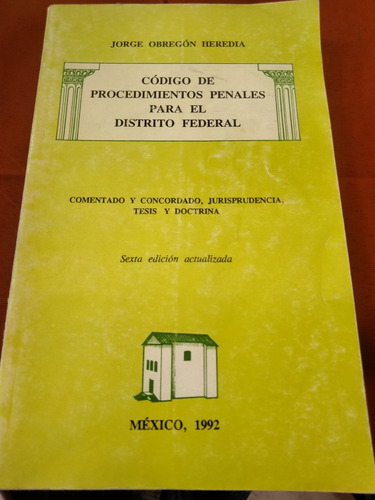 JORGE OBREGÓN HEREDIA
CÓDIGO DE
PROCEDIMIENTOS PENALES
PARA EL
DISTRITO FEDERAL
COMENTADO Y CONCORDADO, JURISPRUDENCIA,
TESIS Y DOCTRINA
Sexta edición actualizada
MÉXICO, 1992